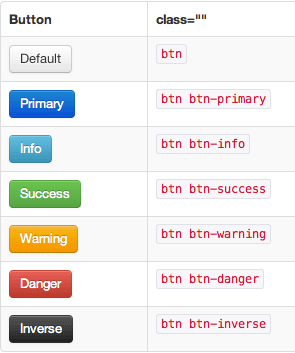 Button class=""
Default btn
Primary btn btn-primary
Info btn btn-info
Success btn btn-success
Warning btn btn-warning
Danger btn btn-danger
Inverse btn btn-inverse